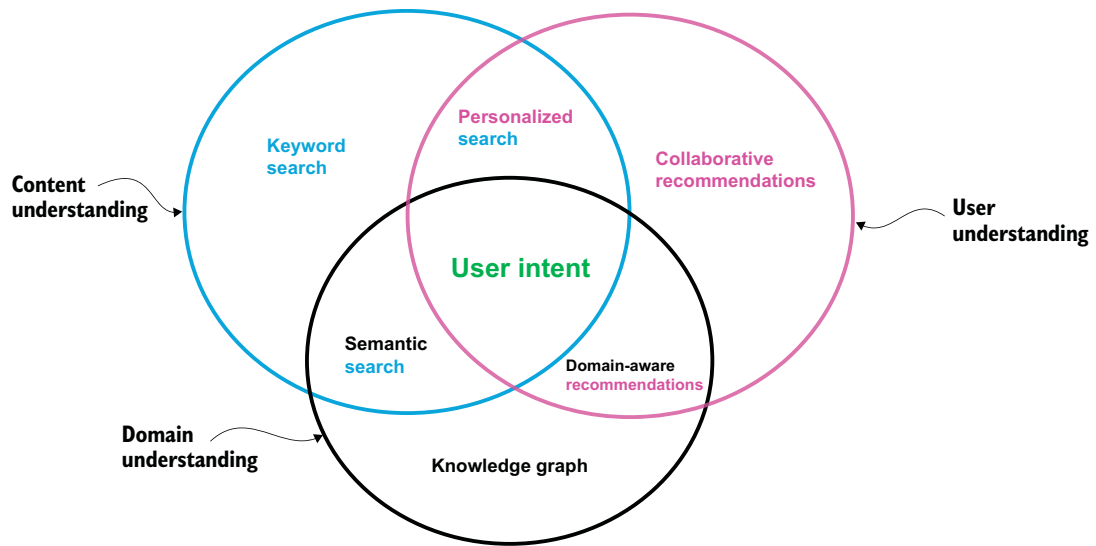 Personalized
search
Keyword
search
Collaborative
recommendations
Content
understanding
User
understanding
User intent
Semantic
search
Domain-aware
recommendations
Domain
understanding
Knowledge graph